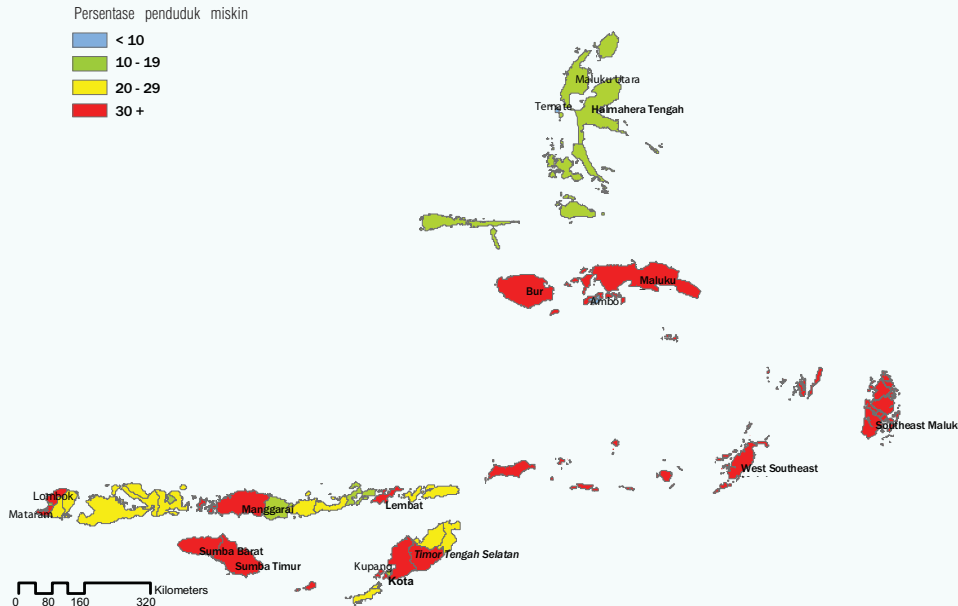 Persentase penduduk miskin
< 10
10 - 19
20 - 29
30 +
Maluku Utara
Ternate
Halmahera Tengah
Maluku
Bur
Ambo
Southeast Maluk
West Southeast
Lombok
Mataram
Manggarai
Lembat
Sumba Barat
Sumba Timur
Timor Tengah Selatan
Kupang
Kota
Kilometers
0 80 160 320